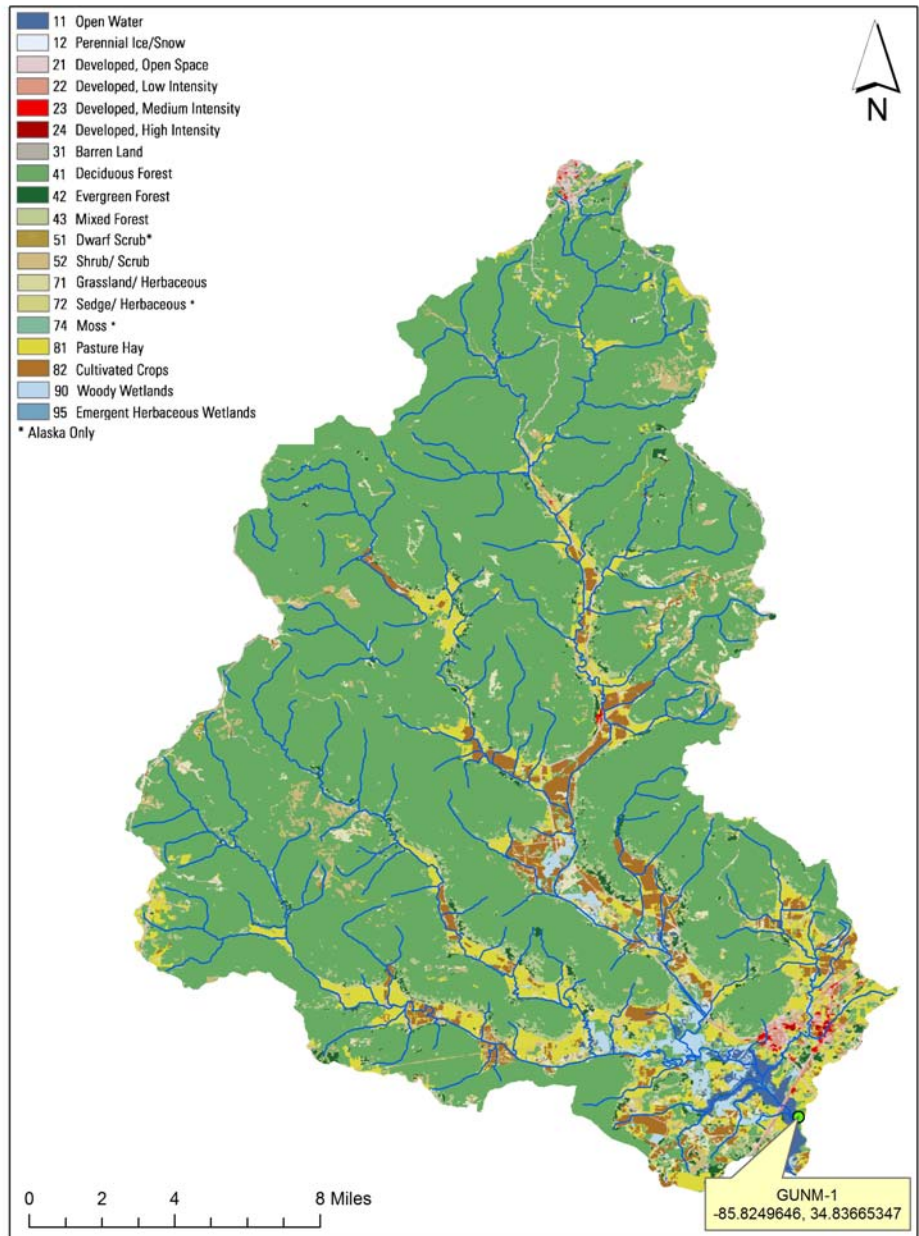 11 Open Water
12 Perennial Ice/Snow
21 Developed, Open Space
22 Developed, Low Intensity
23 Developed, Medium Intensity
24 Developed, High Intensity
31 Barren Land
41 Deciduous Forest
42 Evergreen Forest
43 Mixed Forest
51 Dwarf Scrub*
52 Shrub/ Scrub
71 Grassland/ Herbaceous
72 Sedge/ Herbaceous *
74 Moss *
81 Pasture Hay
82 Cultivated Crops
90 Woody Wetlands
95 Emergent Herbaceous Wetlands
* Alaska Only
N
GUNM-1
-85.8249646, 34.83665347
0 2 4 8 Miles